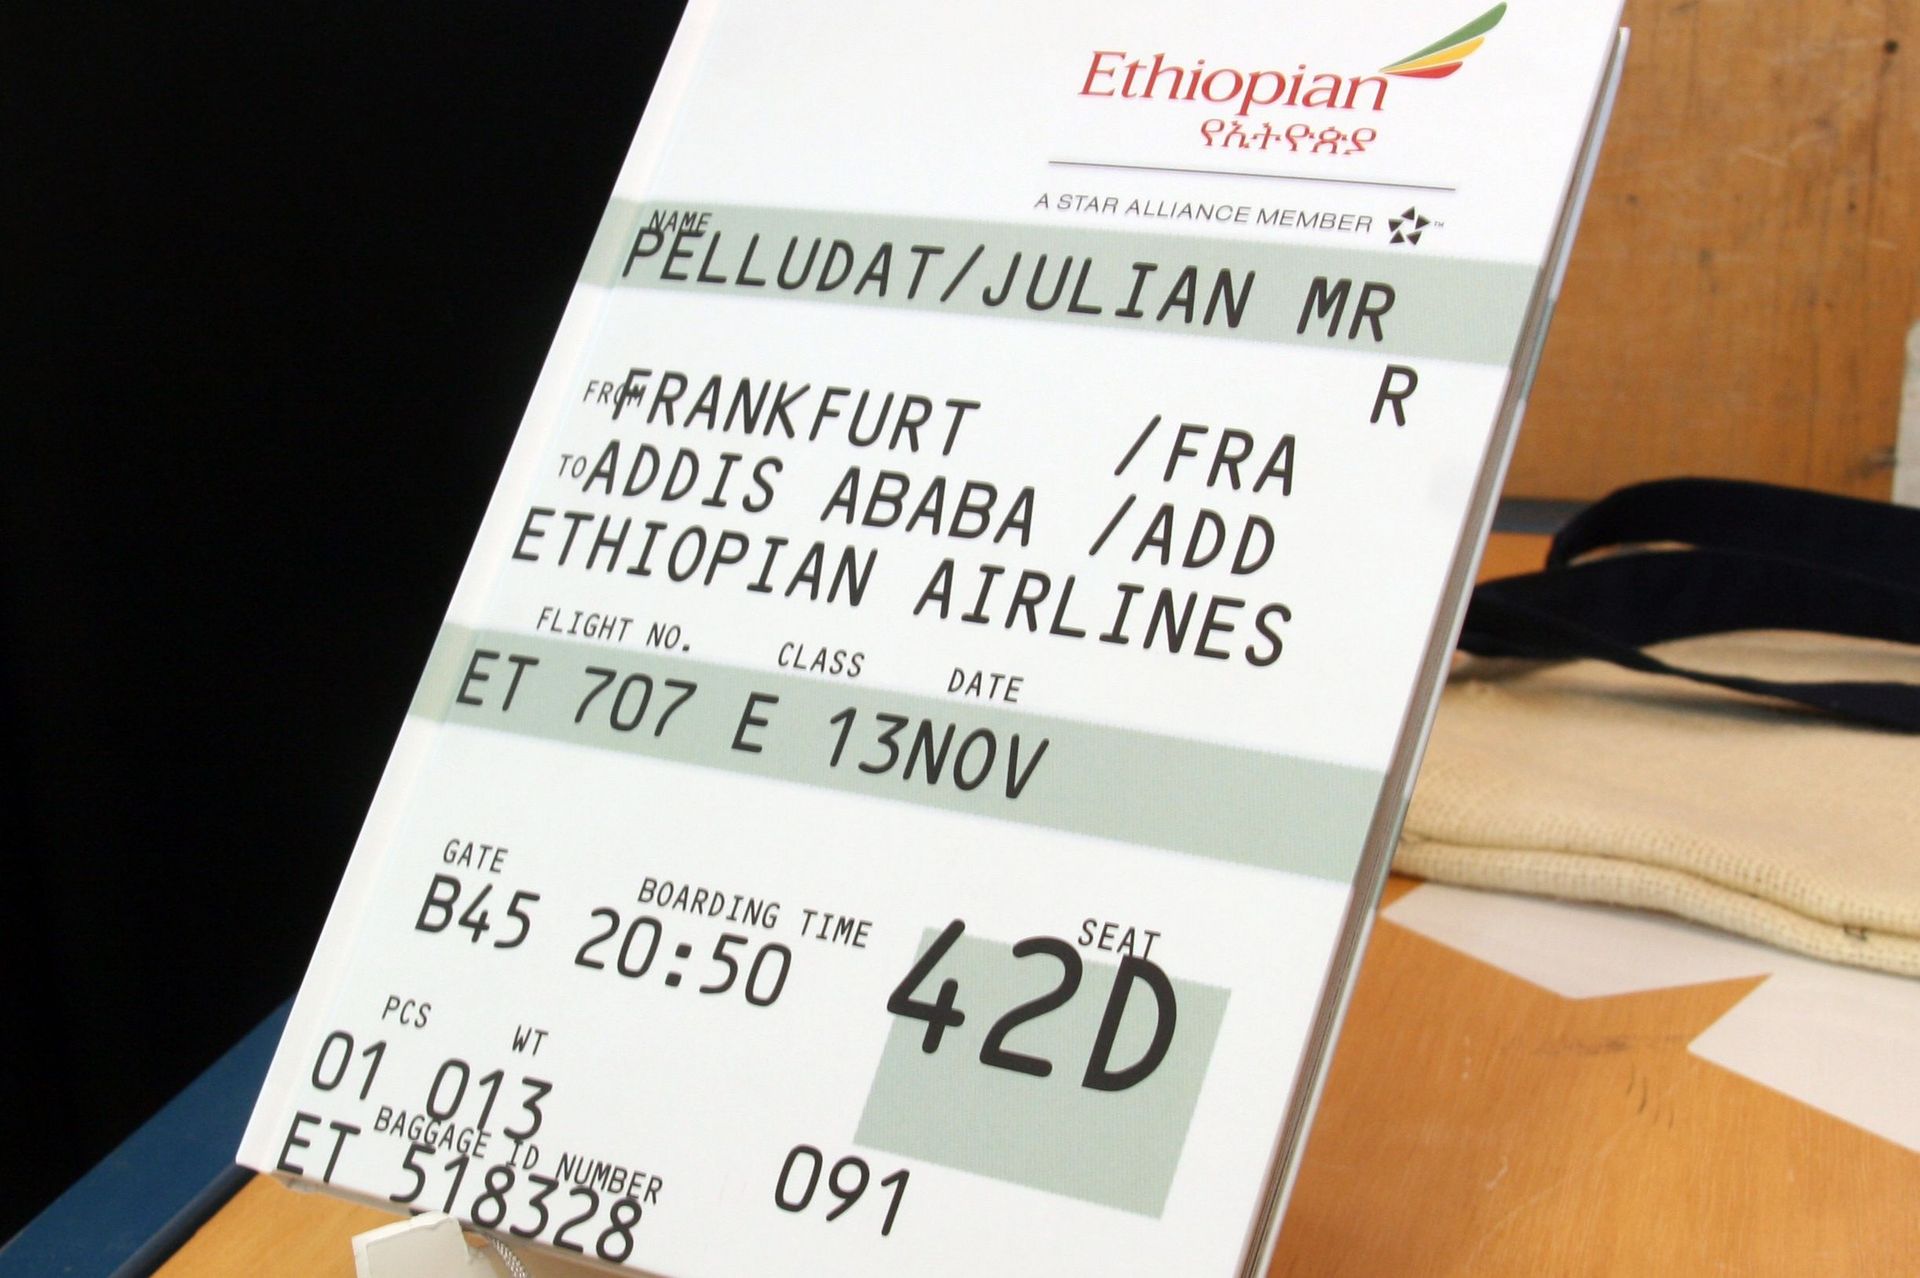 Ethiopian
የኢትዮጵያ
A STAR ALLIANCE MEMBER ™
NAME
PELLUDAT/JULIAN MR
R
FROM FRANKFURT /FRA
TO ADDIS ABABA /ADD
ETHIOPIAN AIRLINES
FLIGHT NO. CLASS DATE
ET 707 E 13NOV
GATE BOARDING TIME SEAT
B45 20:50 42D
PCS WT
01 013
BAGGAGE ID NUMBER
ET 518328 091